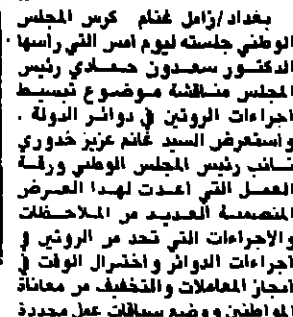 بغداد/زامل غنام كرس المجلس
الوطني جلسته ليوم امس التي رأسها
الدكتور سعدون حمادي رئيس
المجلس مناقشة موضوع تبسيط
اجراءات الروتين في دوائر الدولة .
واستعرض السيد غانم عزيز خدوري
نائب رئيس المجلس الوطني ورقة
العمل التي اعدت لهذا العرض
المتضمنة العديد من الملاحظات
والاجراءات التي تحد من الروتين في
اجراءات الدوائر واختزال الوقت في
انجاز المعاملات والتخفيف من معاناة
المواطنين ووضع سياقات عمل محددة